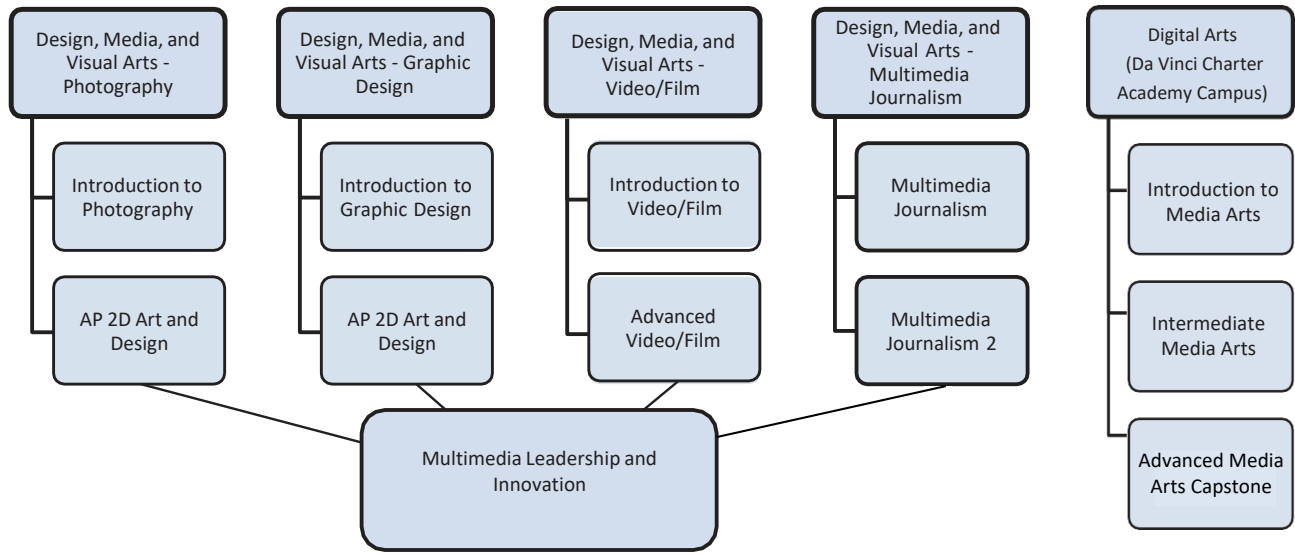 Design, Media, and
Visual Arts -
Photography
Introduction to
Photography
AP 2D Art and
Design
Design, Media, and
Visual Arts - Graphic
Design
Introduction to
Graphic Design
AP 2D Art and
Design
Design, Media, and
Visual Arts -
Video/Film
Introduction to
Video/Film
Advanced
Video/Film
Design, Media, and
Visual Arts -
Multimedia
Journalism
Multimedia
Journalism
Multimedia
Journalism 2
Multimedia Leadership and
Innovation
Digital Arts
(Da Vinci Charter
Academy Campus)
Introduction to
Media Arts
Intermediate
Media Arts
Advanced Media
Arts Capstone